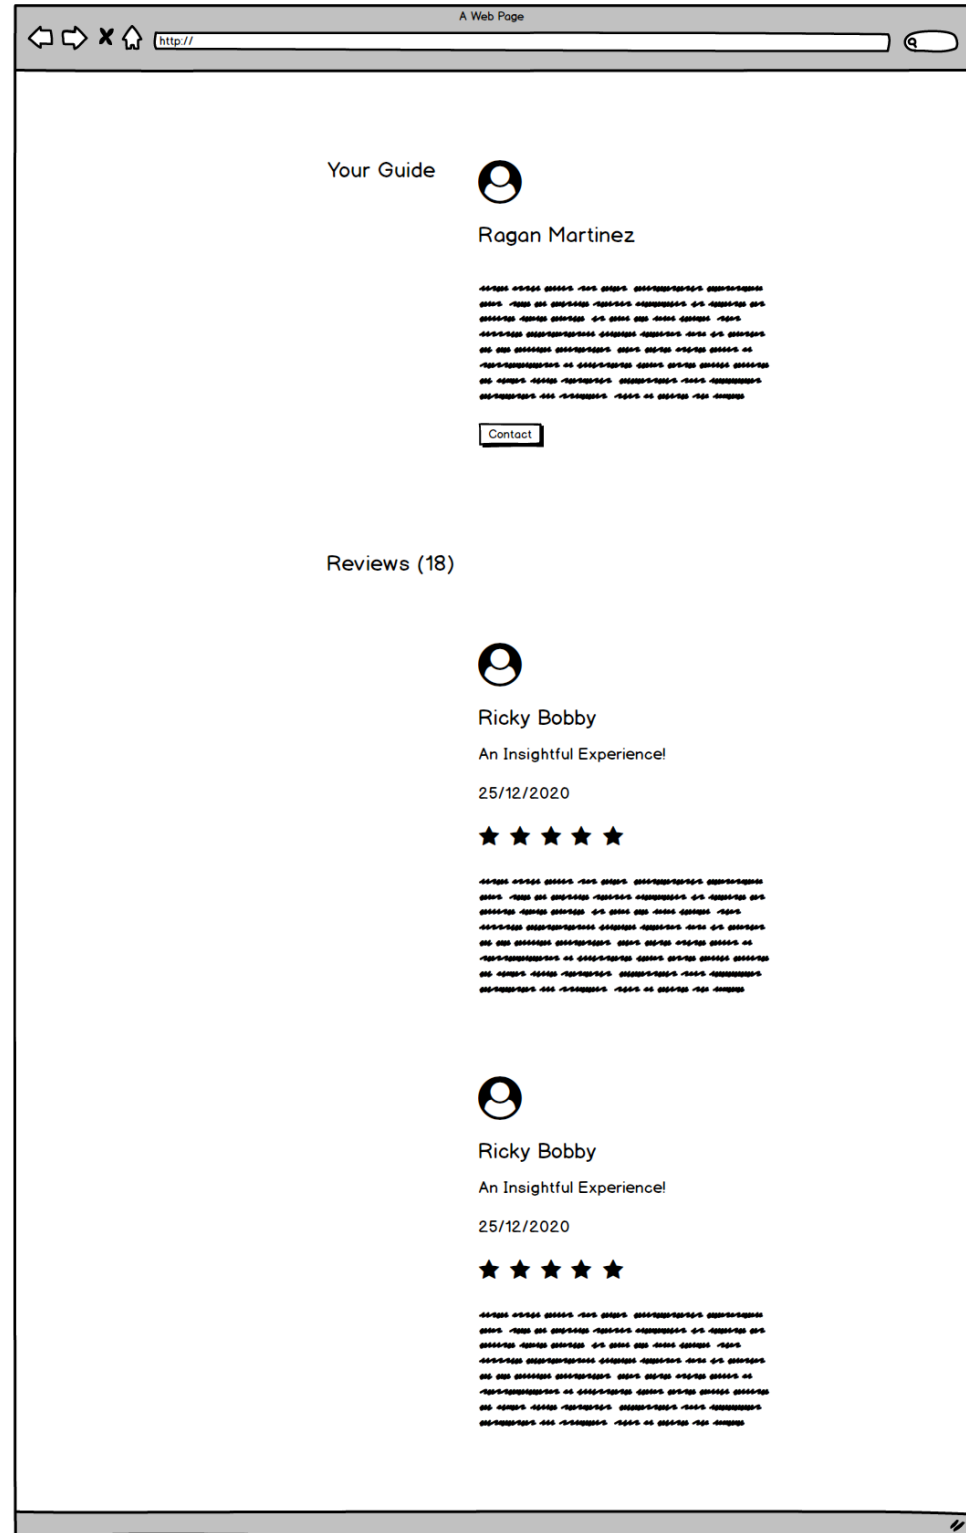 A Web Page
http://
Your Guide
Ragan Martinez
Contact
Reviews (18)
Ricky Bobby
An Insightful Experience!
25/12/2020
Ricky Bobby
An Insightful Experience!
25/12/2020